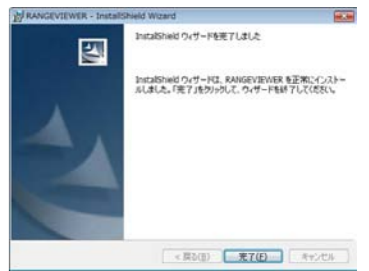 RANGEVIEWER - InstallShield Wizard
InstallShield ウィザードを完了しました
InstallShield ウィザードは、RANGEVIEWER を正常にインストー
ルしました。「完了」をクリックして、ウィザードを終了してください。
< 戻る(B)
完了(F)
キャンセル